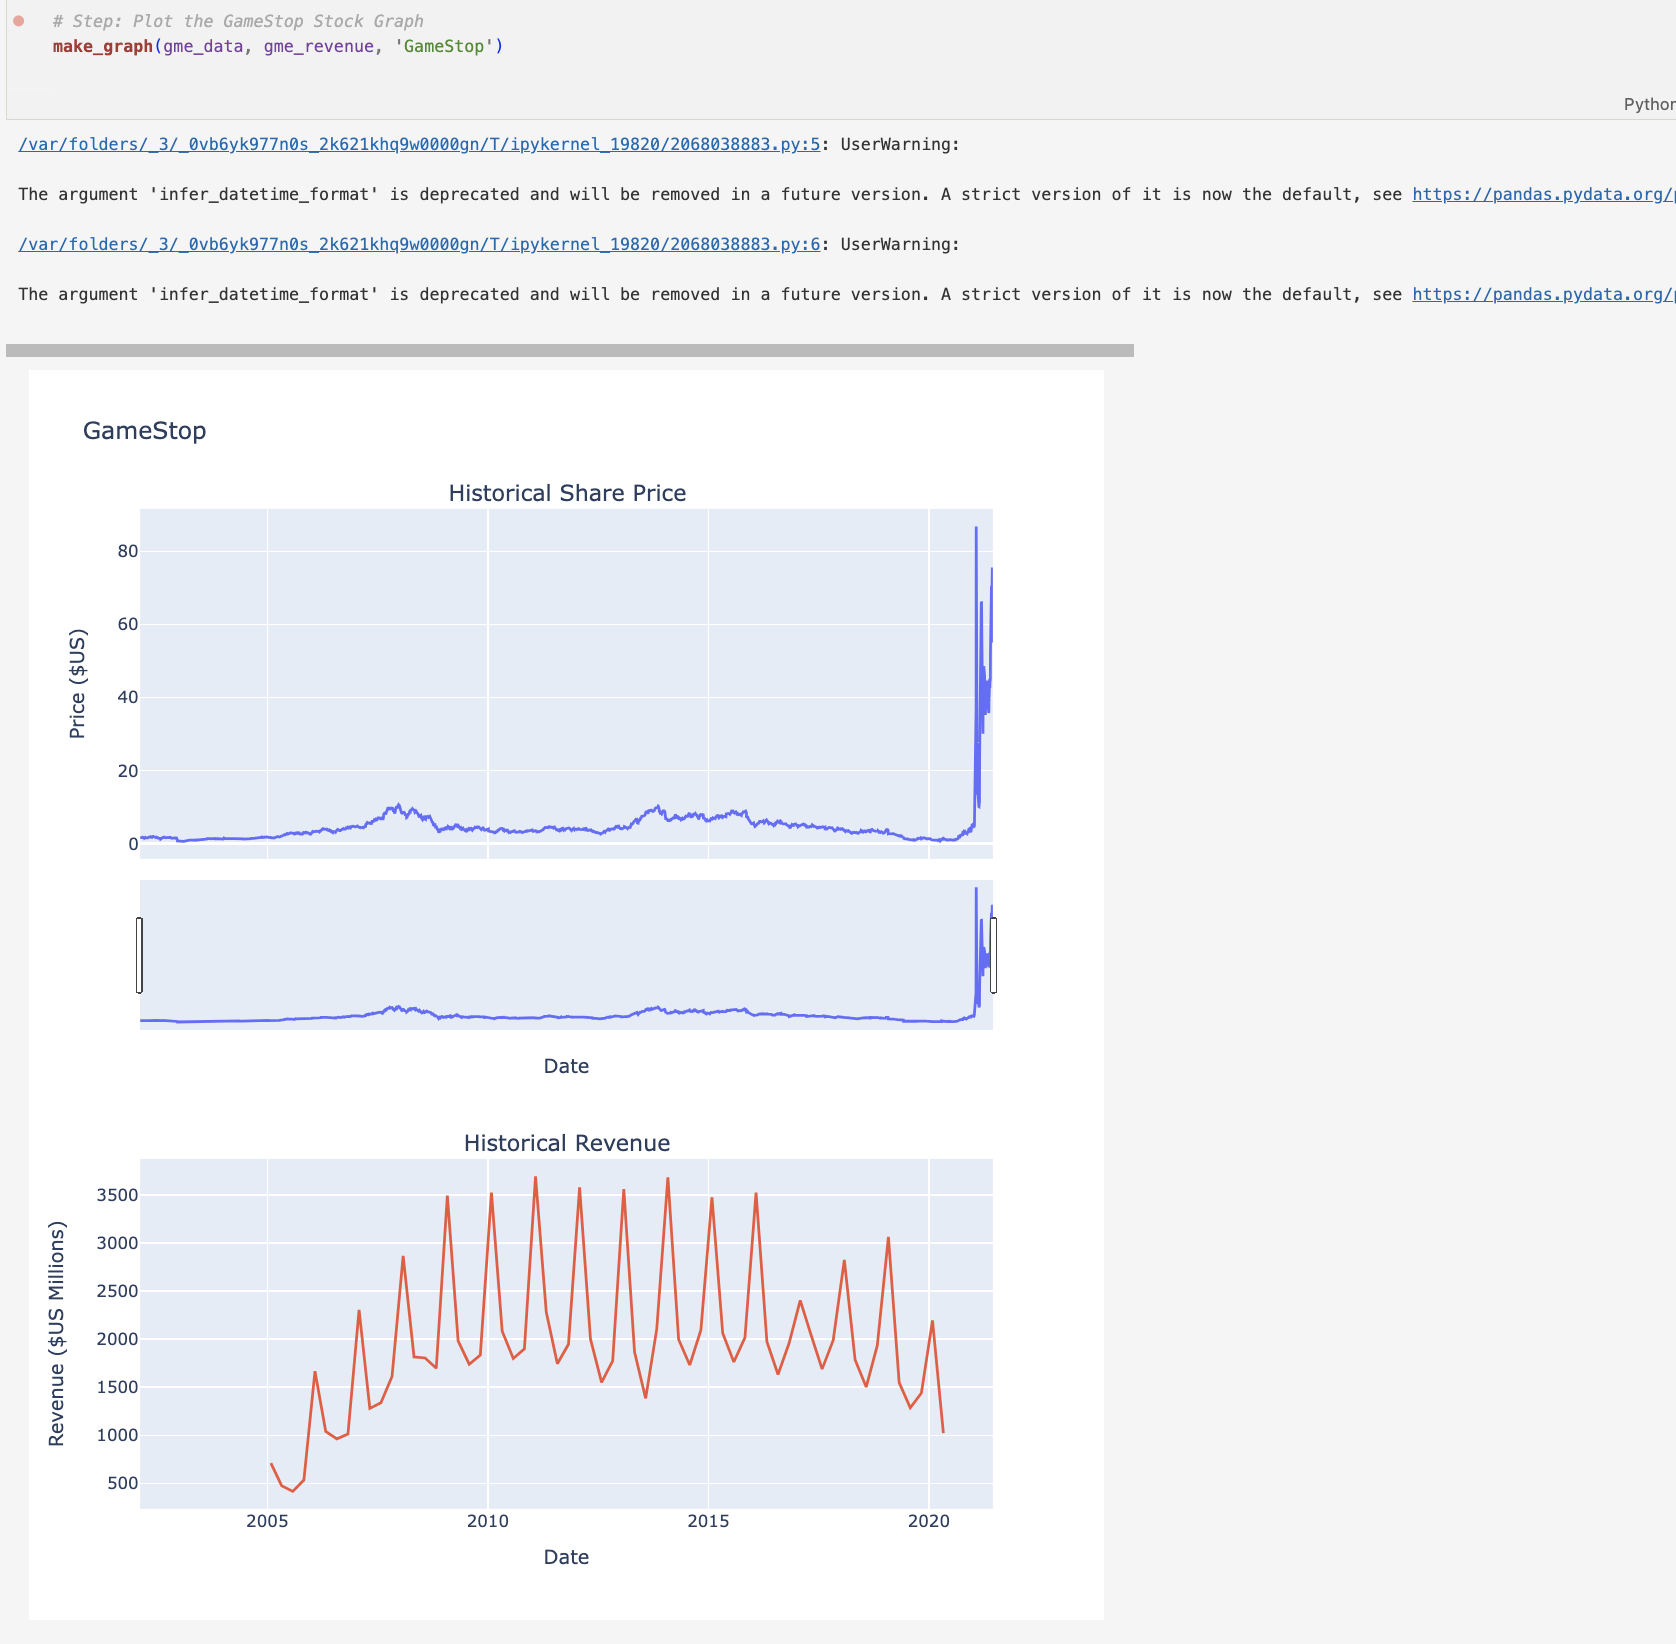 # Step: Plot the GameStop Stock Graph
make_graph(gme_data, gme_revenue, 'GameStop')
Python
/var/folders/_3/_0vb6yk977n0s_2k621khq9w0000gn/T/ipykernel_19820/2068038883.py:5: UserWarning:
The argument 'infer_datetime_format' is deprecated and will be removed in a future version. A strict version of it is now the default, see https://pandas.pydata.org/p
/var/folders/_3/_0vb6yk977n0s_2k621khq9w0000gn/T/ipykernel_19820/2068038883.py:6: UserWarning:
The argument 'infer_datetime_format' is deprecated and will be removed in a future version. A strict version of it is now the default, see https://pandas.pydata.org/p
GameStop
Historical Share Price
Price ($US)
80
60
40
20
0
Date
Historical Revenue
Revenue ($US Millions)
3500
3000
2500
2000
1500
1000
500
2005 2010 2015 2020
Date